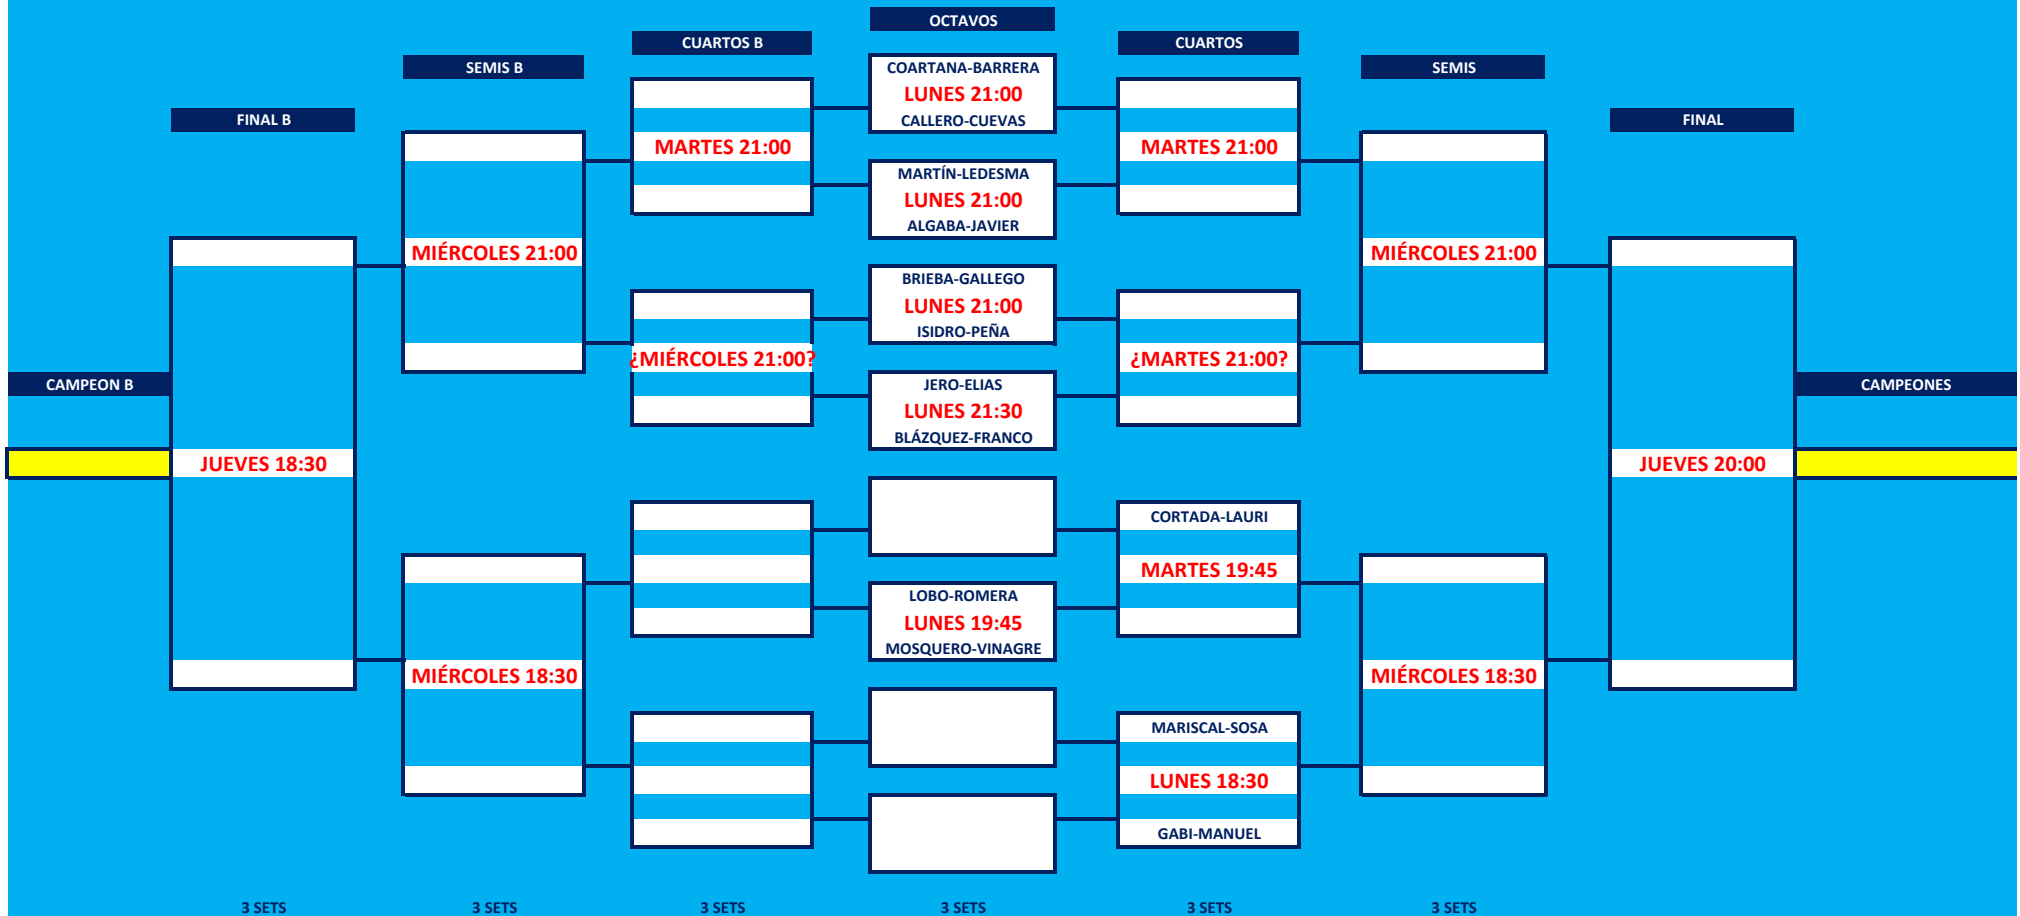 OCTAVOS
CUARTOS B
CUARTOS
SEMIS B
SEMIS
FINAL B
FINAL
COARTANA-BARRERA
LUNES 21:00
CALLERO-CUEVAS
MARTES 21:00
MARTES 21:00
MARTÍN-LEDESMA
LUNES 21:00
ALGABA-JAVIER
MIÉRCOLES 21:00
MIÉRCOLES 21:00
BRIEBA-GALLEGO
LUNES 21:00
ISIDRO-PEÑA
¿MIÉRCOLES 21:00?
¿MARTES 21:00?
CAMPEON B
JERO-ELIAS
CAMPEONES
LUNES 21:30
BLÁZQUEZ-FRANCO
JUEVES 18:30
JUEVES 20:00
CORTADA-LAURI
MARTES 19:45
LOBO-ROMERA
LUNES 19:45
MOSQUERO-VINAGRE
MIÉRCOLES 18:30
MIÉRCOLES 18:30
MARISCAL-SOSA
LUNES 18:30
GABI-MANUEL
3 SETS
3 SETS
3 SETS
3 SETS
3 SETS
3 SETS